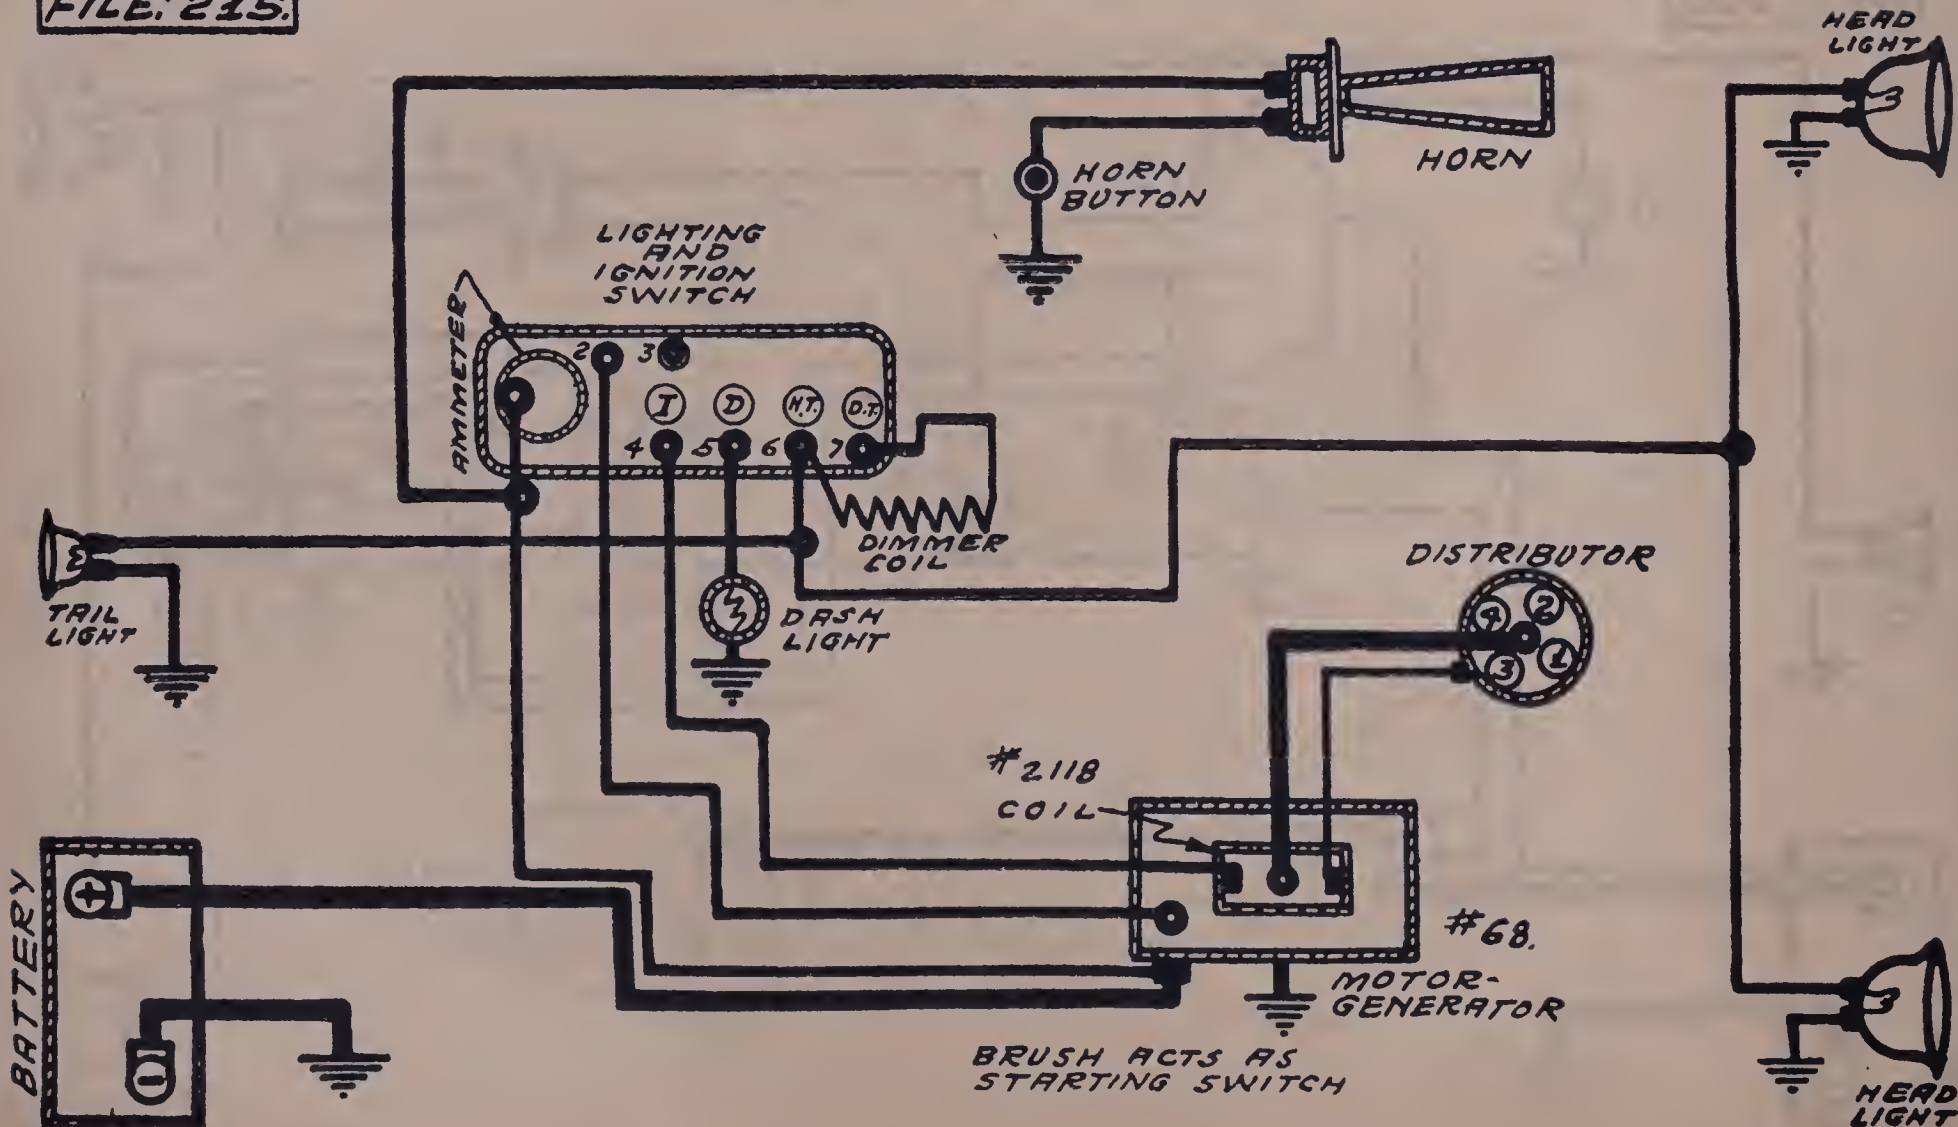 FILE. 215.
HEAD
LIGHT
HORN
HORN
BUTTON
LIGHTING
AND
IGNITION
SWITCH
AMMETER
2 3
I D H.T. D.T.
4 5 6 7
DIMMER
COIL
DISTRIBUTOR
4 2
3 1
TAIL
LIGHT
DASH
LIGHT
#2118
COIL
BATTERY
+
#68.
MOTOR-
GENERATOR
-
BRUSH ACTS AS
STARTING SWITCH
HEAD
LIGHT